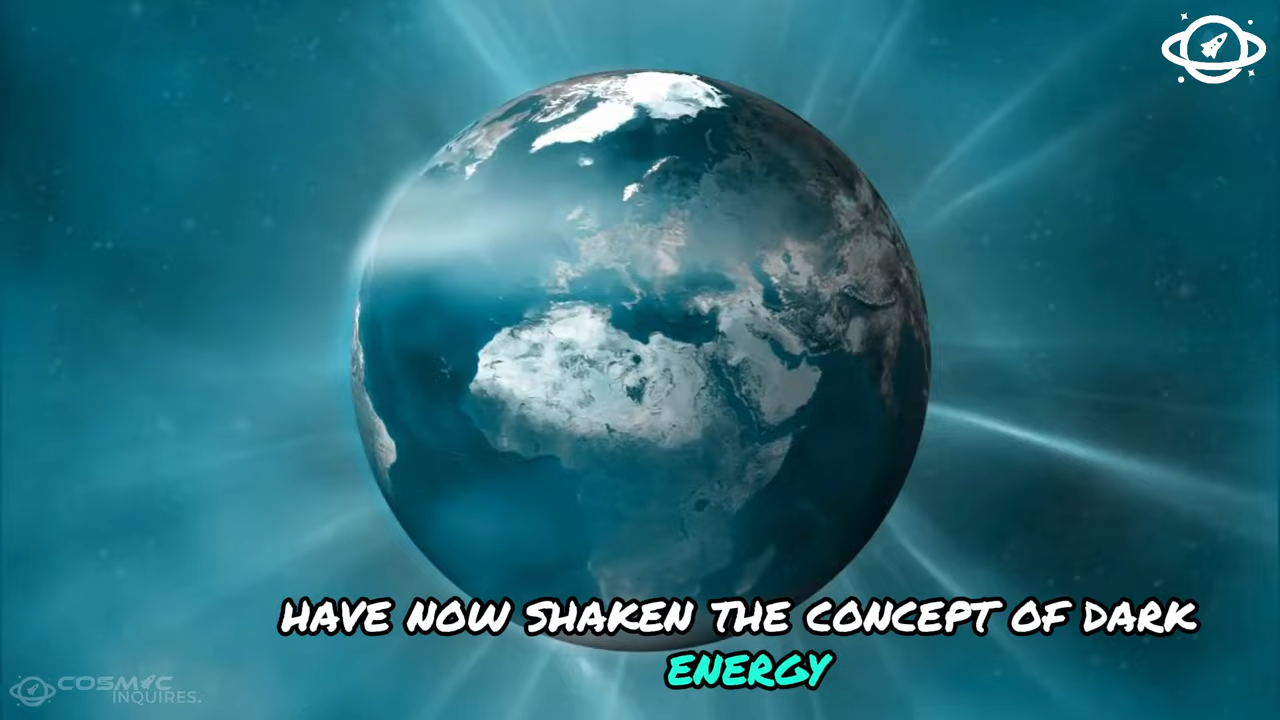 HAVE NOW SHAKEN THE CONCEPT OF DARK
ENERGY
COSMIC
INQUIRES.